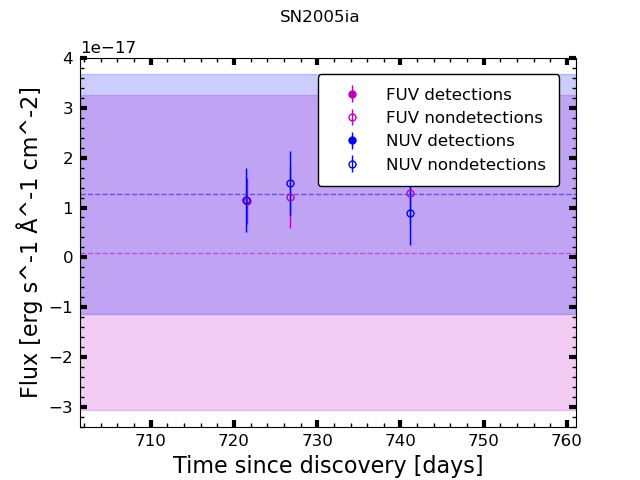 SN2005ia
1e−17
4
3
2
1
0
−1
−2
−3
Flux [erg s^-1 Å^-1 cm^-2]
FUV detections
FUV nondetections
NUV detections
NUV nondetections
710 720 730 740 750 760
Time since discovery [days]